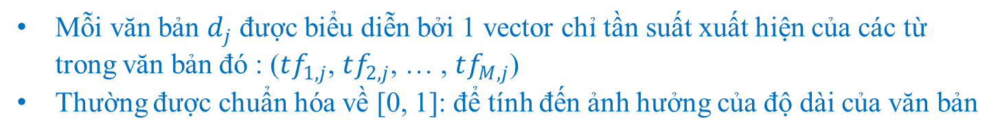 • Mỗi văn bản $d_j$ được biểu diễn bởi 1 vector chỉ tần suất xuất hiện của các từ
trong văn bản đó : ($tf_{1,j}$, $tf_{2,j}$, … , $tf_{M,j}$)
• Thường được chuẩn hóa về [0, 1]: để tính đến ảnh hưởng của độ dài của văn bản